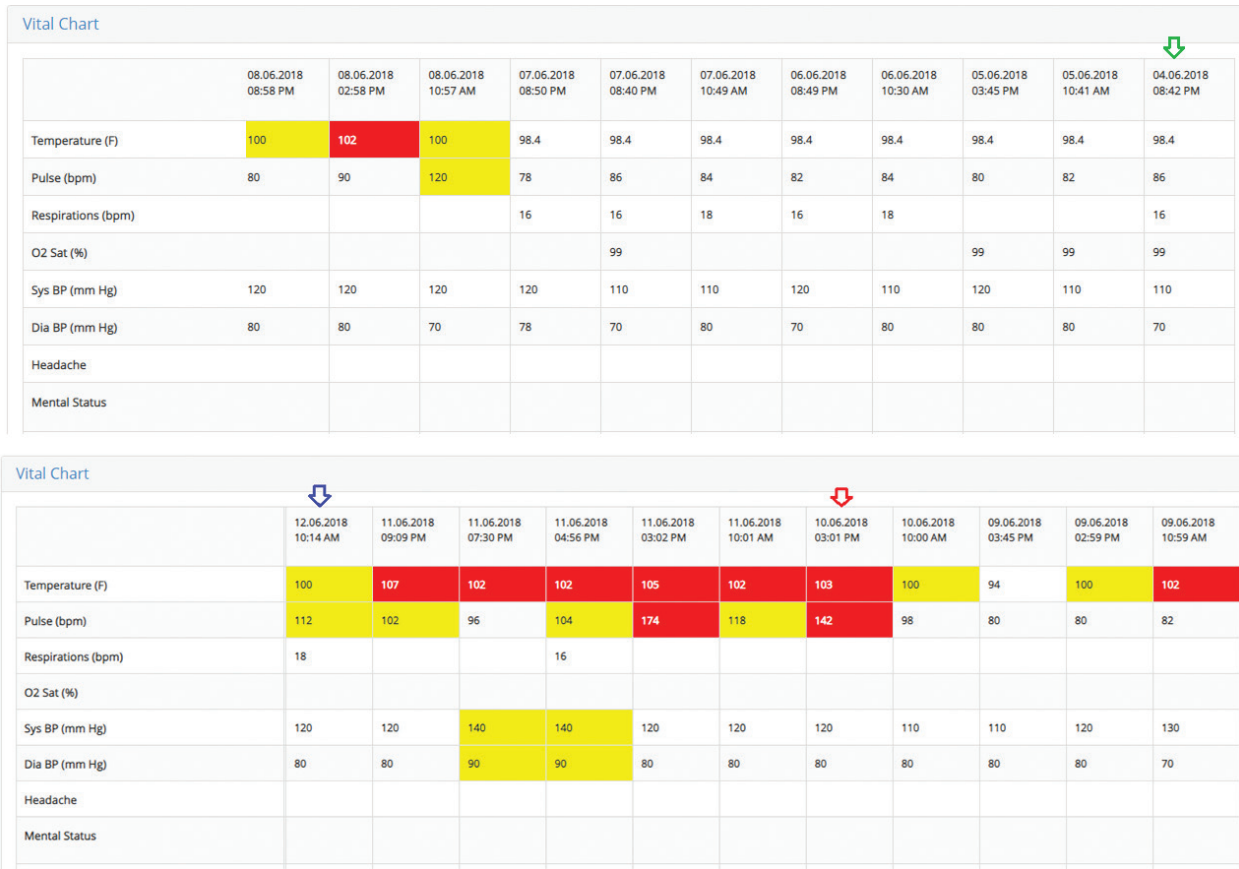 Vital Chart
08.06.2018 08.06.2018 08.06.2018 07.06.2018 07.06.2018 07.06.2018 06.06.2018 06.06.2018 05.06.2018 05.06.2018 04.06.2018
08:58 PM 02:58 PM 10:57 AM 08:50 PM 08:40 PM 10:49 AM 08:49 PM 10:30 AM 03:45 PM 10:41 AM 08:42 PM
Temperature (F) 100 102 100 98.4 98.4 98.4 98.4 98.4 98.4 98.4 98.4
Pulse (bpm) 80 90 120 78 86 84 82 84 80 82 86
Respirations (bpm) 16 16 18 16 18 16
O2 Sat (%) 99 99 99 99
Sys BP (mm Hg) 120 120 120 120 110 110 120 110 120 110 110
Dia BP (mm Hg) 80 80 70 78 70 80 70 80 80 80 70
Headache
Mental Status
Vital Chart
12.06.2018 11.06.2018 11.06.2018 11.06.2018 11.06.2018 11.06.2018 10.06.2018 10.06.2018 09.06.2018 09.06.2018 09.06.2018
10:14 AM 09:09 PM 07:30 PM 04:56 PM 03:02 PM 10:01 AM 03:01 PM 10:00 AM 03:45 PM 02:59 PM 10:59 AM
Temperature (F) 100 107 102 102 105 102 103 100 94 100 102
Pulse (bpm) 112 102 96 104 174 118 142 98 80 80 82
Respirations (bpm) 18 16
O2 Sat (%)
Sys BP (mm Hg) 120 120 140 140 120 120 120 110 110 120 130
Dia BP (mm Hg) 80 80 90 90 80 80 80 80 80 80 70
Headache
Mental Status